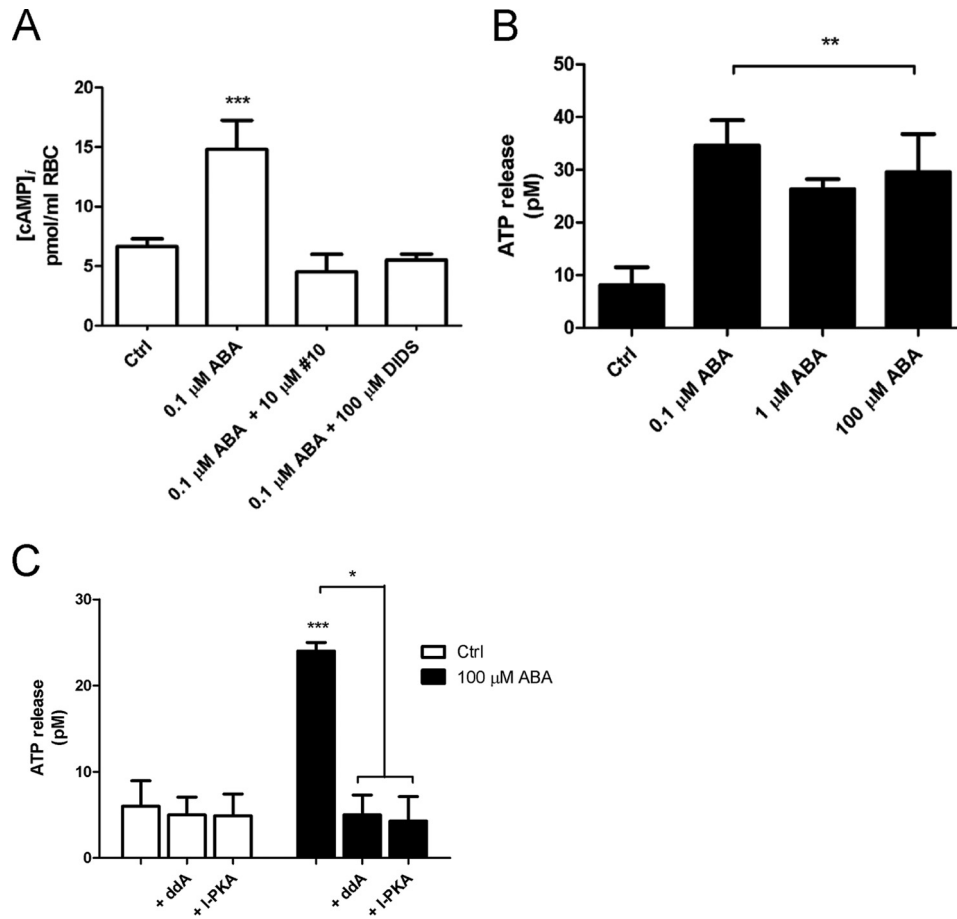 A
20
15
10
5
0
[cAMP]i
pmol/ml RBC
***
Ctrl
0.1 μM ABA
0.1 μM ABA + 10 μM #10
0.1 μM ABA + 100 μM DIDS
B
50
40
30
20
10
0
ATP release
(pM)
**
Ctrl
0.1 μM ABA
1 μM ABA
100 μM ABA
C
30
20
10
0
ATP release
(pM)
*
***
Ctrl
100 μM ABA
+ ddA
+ I-PKA
+ ddA
+ I-PKA